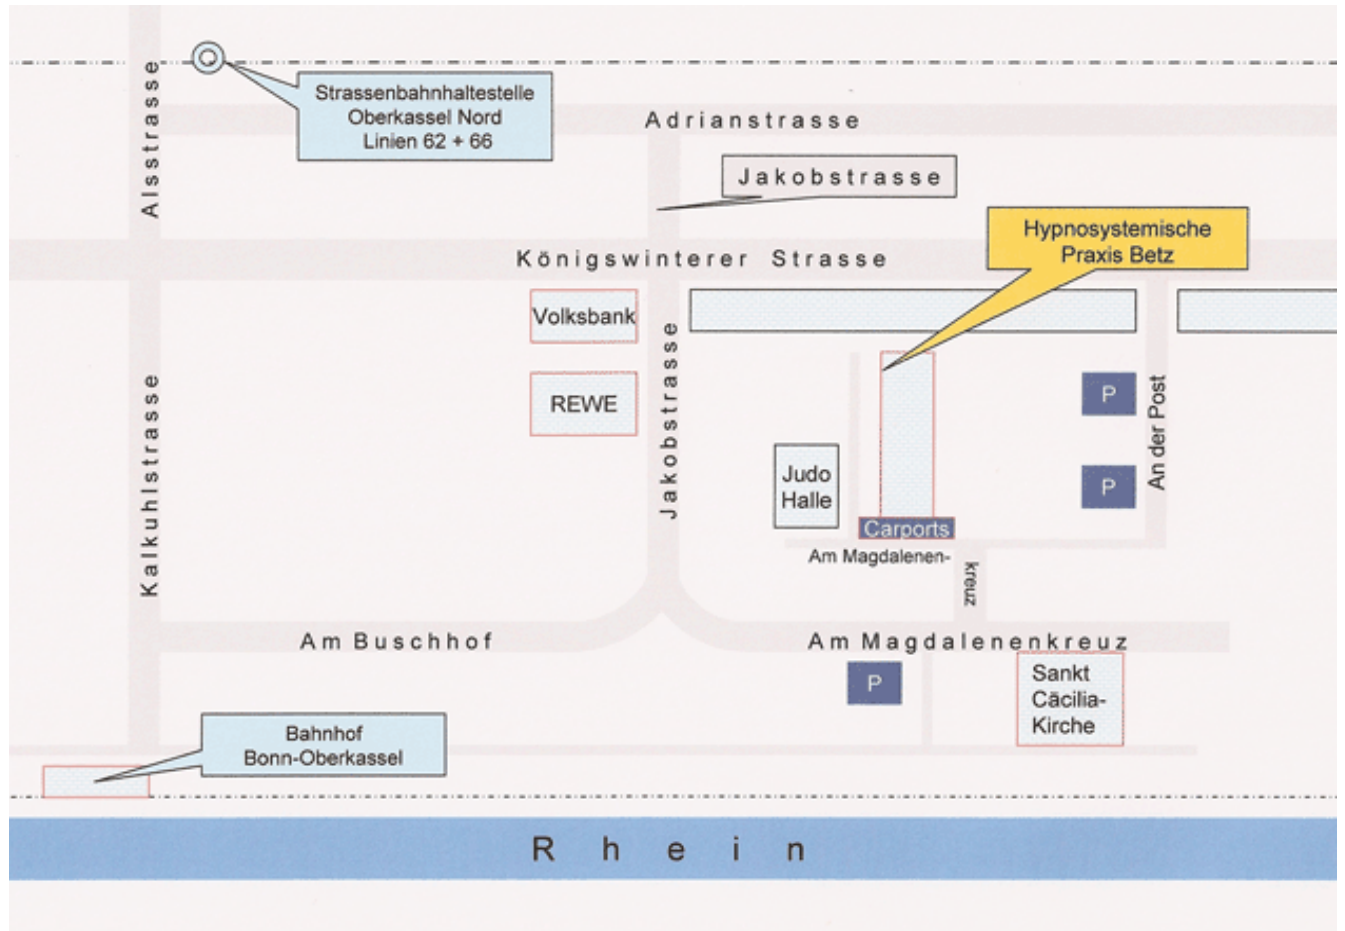 Alsstrasse
Strassenbahnhaltestelle
Oberkassel Nord
Linien 62 + 66
Adrianstrasse
Jakobstrasse
Hypnosystemische
Praxis Betz
Königswinterer Strasse
Volksbank
REWE
Jakobstrasse
Kalkuhlstrasse
P
An der Post
Judo
Halle
P
Carports
Am Magdalenen-
kreuz
Am Buschhof
Am Magdalenenkreuz
P
Sankt
Cäcilia-
Kirche
Bahnhof
Bonn-Oberkassel
Rhein